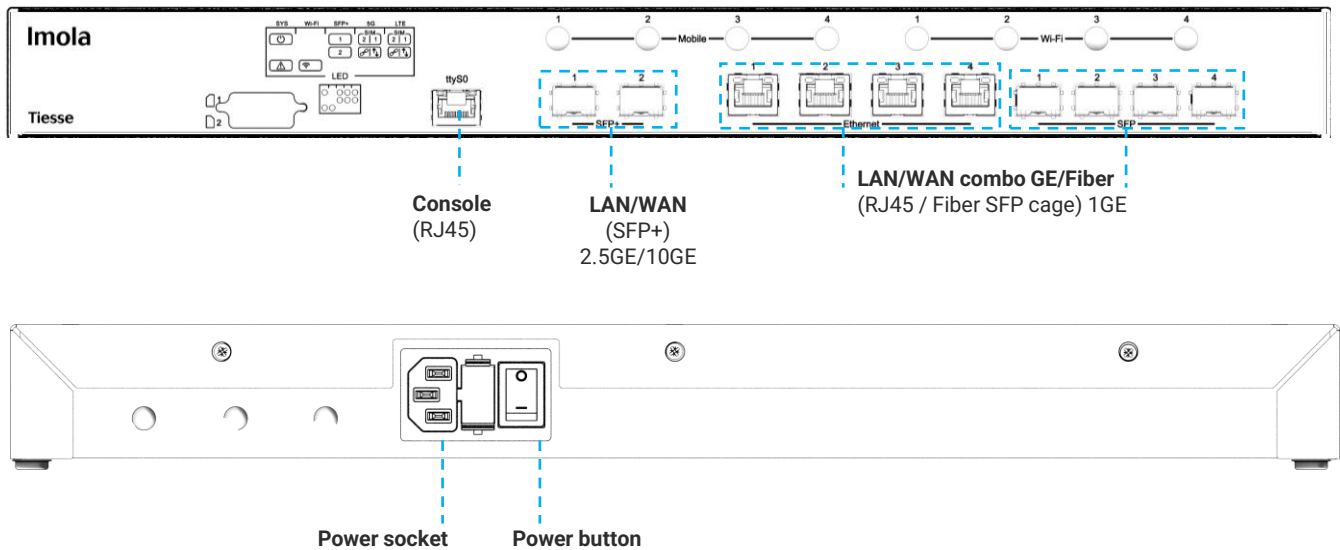 Imola
SYS Wi-Fi SFP+ 5G LTE
SIM SIM
1 2 1 2 1
2
LED
1
2
Tiesse
ttyS0
1 2 3 4
Mobile
1 2 3 4
Wi-Fi
1 2
SFP+
1 2 3 4
Ethernet
1 2 3 4
SFP
Console
(RJ45)
LAN/WAN
(SFP+)
2.5GE/10GE
LAN/WAN combo GE/Fiber
(RJ45 / Fiber SFP cage) 1GE
Power socket
Power button